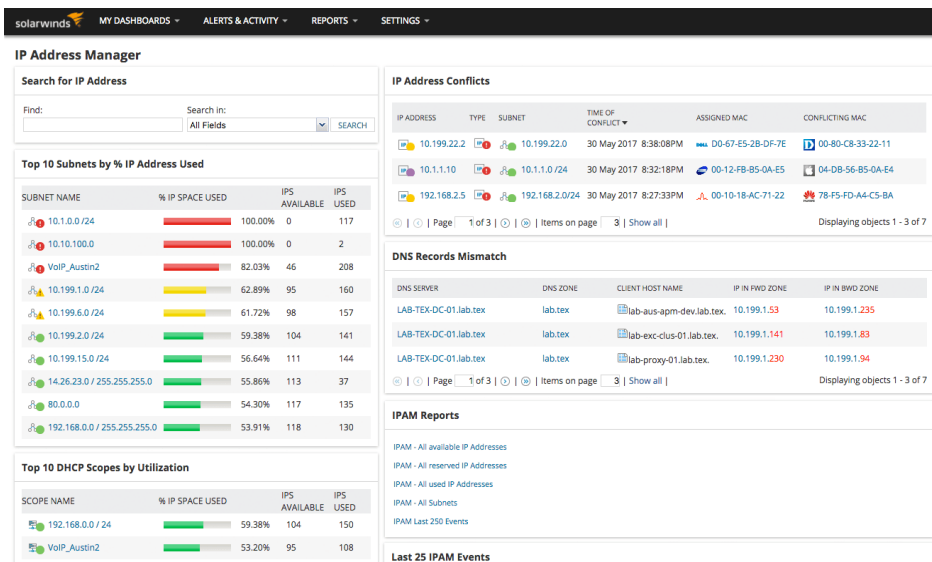 solarwinds MY DASHBOARDS ALERTS & ACTIVITY REPORTS SETTINGS
IP Address Manager
Search for IP Address
Find: Search in:
All Fields SEARCH
Top 10 Subnets by % IP Address Used
SUBNET NAME % IP SPACE USED IPS AVAILABLE IPS USED
10.1.0.0 /24 100.00% 0 117
10.10.100.0 100.00% 0 2
VoIP_Austin2 82.03% 46 208
10.199.1.0 /24 62.89% 95 160
10.199.6.0 /24 61.72% 98 157
10.199.2.0 /24 59.38% 104 141
10.199.15.0 /24 56.64% 111 144
14.26.23.0 / 255.255.255.0 55.86% 113 37
80.0.0.0 54.30% 117 135
192.168.0.0 / 255.255.255.0 53.91% 118 130
Top 10 DHCP Scopes by Utilization
SCOPE NAME % IP SPACE USED IPS AVAILABLE IPS USED
192.168.0.0 / 24 59.38% 104 150
VoIP_Austin2 53.20% 95 108
IP Address Conflicts
IP ADDRESS TYPE SUBNET TIME OF CONFLICT ASSIGNED MAC CONFLICTING MAC
10.199.22.2 10.199.22.0 30 May 2017 8:38:08PM DELL D0-67-E5-2B-DF-7E 00-80-C8-33-22-11
10.1.1.10 10.1.1.0 /24 30 May 2017 8:32:18PM 00-12-FB-B5-0A-E5 04-DB-56-B5-0A-E4
192.168.2.5 192.168.2.0/24 30 May 2017 8:27:33PM 00-10-18-AC-71-22 78-F5-FD-A4-C5-BA
| | Page 1 of 3 | | | Items on page 3 | Show all | Displaying objects 1 - 3 of 7
DNS Records Mismatch
DNS SERVER DNS ZONE CLIENT HOST NAME IP IN FWD ZONE IP IN BWD ZONE
LAB-TEX-DC-01.lab.tex lab.tex lab-aus-apm-dev.lab.tex. 10.199.1.53 10.199.1.235
LAB-TEX-DC-01.lab.tex lab.tex lab-exc-clus-01.lab.tex. 10.199.1.141 10.199.1.83
LAB-TEX-DC-01.lab.tex lab.tex lab-proxy-01.lab.tex. 10.199.1.230 10.199.1.94
| | Page 1 of 3 | | | Items on page 3 | Show all | Displaying objects 1 - 3 of 7
IPAM Reports
IPAM - All available IP Addresses
IPAM - All reserved IP Addresses
IPAM - All used IP Addresses
IPAM - All Subnets
IPAM Last 250 Events
Last 25 IPAM Events